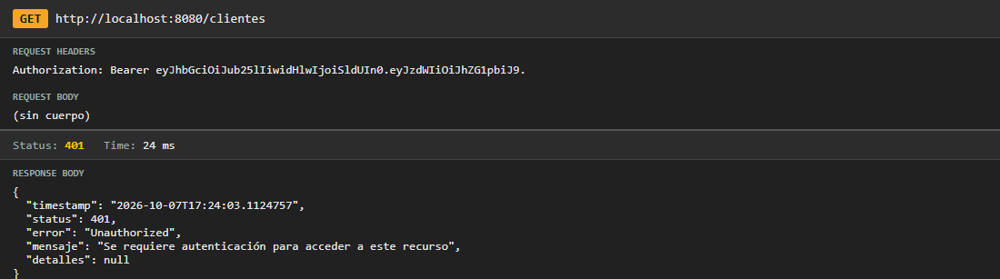 GET http://localhost:8080/clientes
REQUEST HEADERS
Authorization: Bearer eyJhbGciOiJub25lIiwidHlwIjoiSldUIn0.eyJzdWIiOiJhZG1pbiJ9.
REQUEST BODY
(sin cuerpo)
Status: 401 Time: 24 ms
RESPONSE BODY
{
"timestamp": "2026-10-07T17:24:03.1124757",
"status": 401,
"error": "Unauthorized",
"mensaje": "Se requiere autenticación para acceder a este recurso",
"detalles": null
}